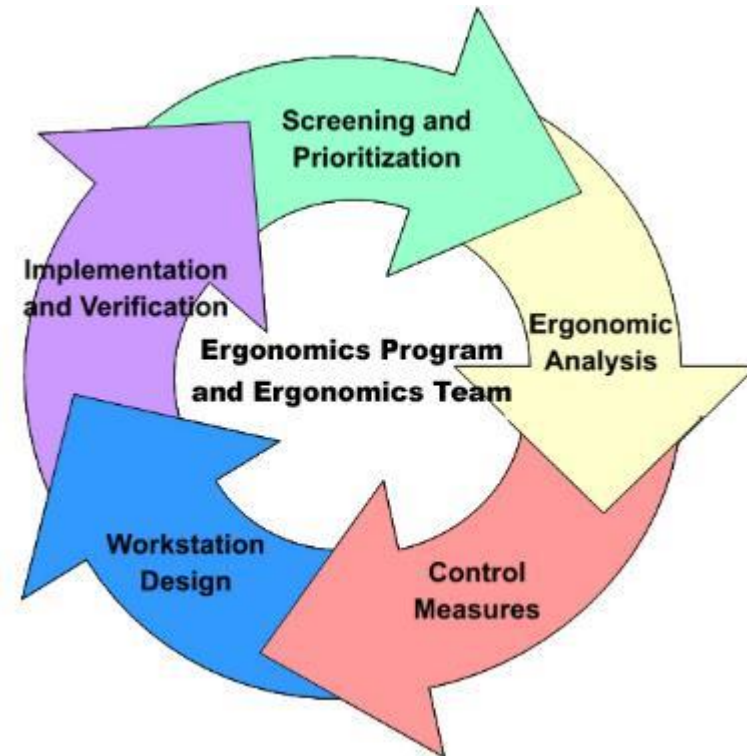 Screening and
Prioritization
Ergonomic
Analysis
Control
Measures
Workstation
Design
Implementation
and Verification
Ergonomics Program
and Ergonomics Team